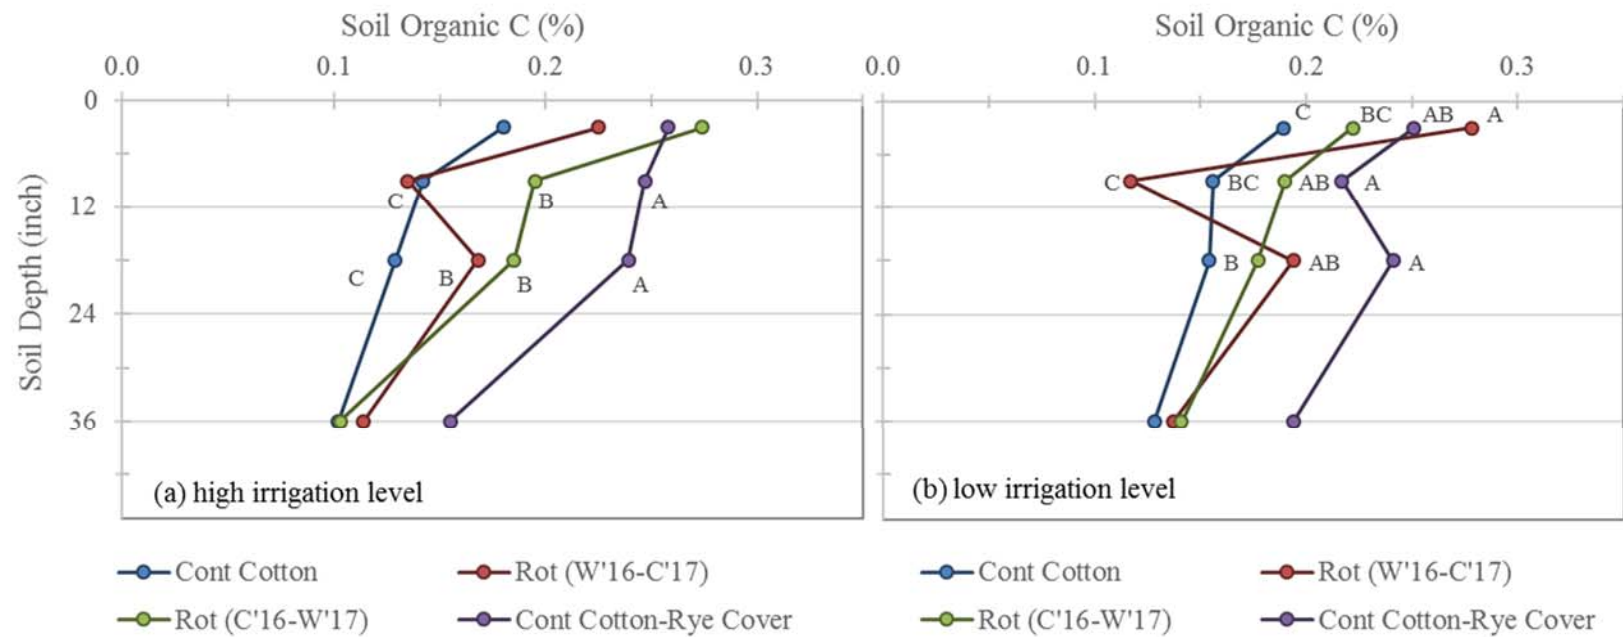 Soil Organic C (%)
0.0 0.1 0.2 0.3
Soil Depth (inch)
0
12
24
36
C B A
C B B A
(a) high irrigation level
Soil Organic C (%)
0.0 0.1 0.2 0.3
C BC AB A
C BC AB A
B AB A
(b) low irrigation level
Cont Cotton Rot (W'16-C'17)
Rot (C'16-W'17) Cont Cotton-Rye Cover
Cont Cotton Rot (W'16-C'17)
Rot (C'16-W'17) Cont Cotton-Rye Cover